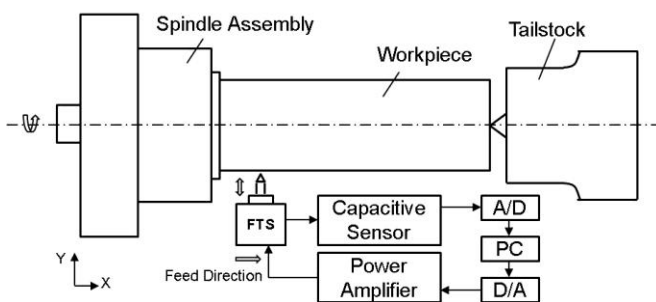 Spindle Assembly
Tailstock
Workpiece
FTS
Capacitive
Sensor
A/D
PC
Y
X
Feed Direction
Power
Amplifier
D/A